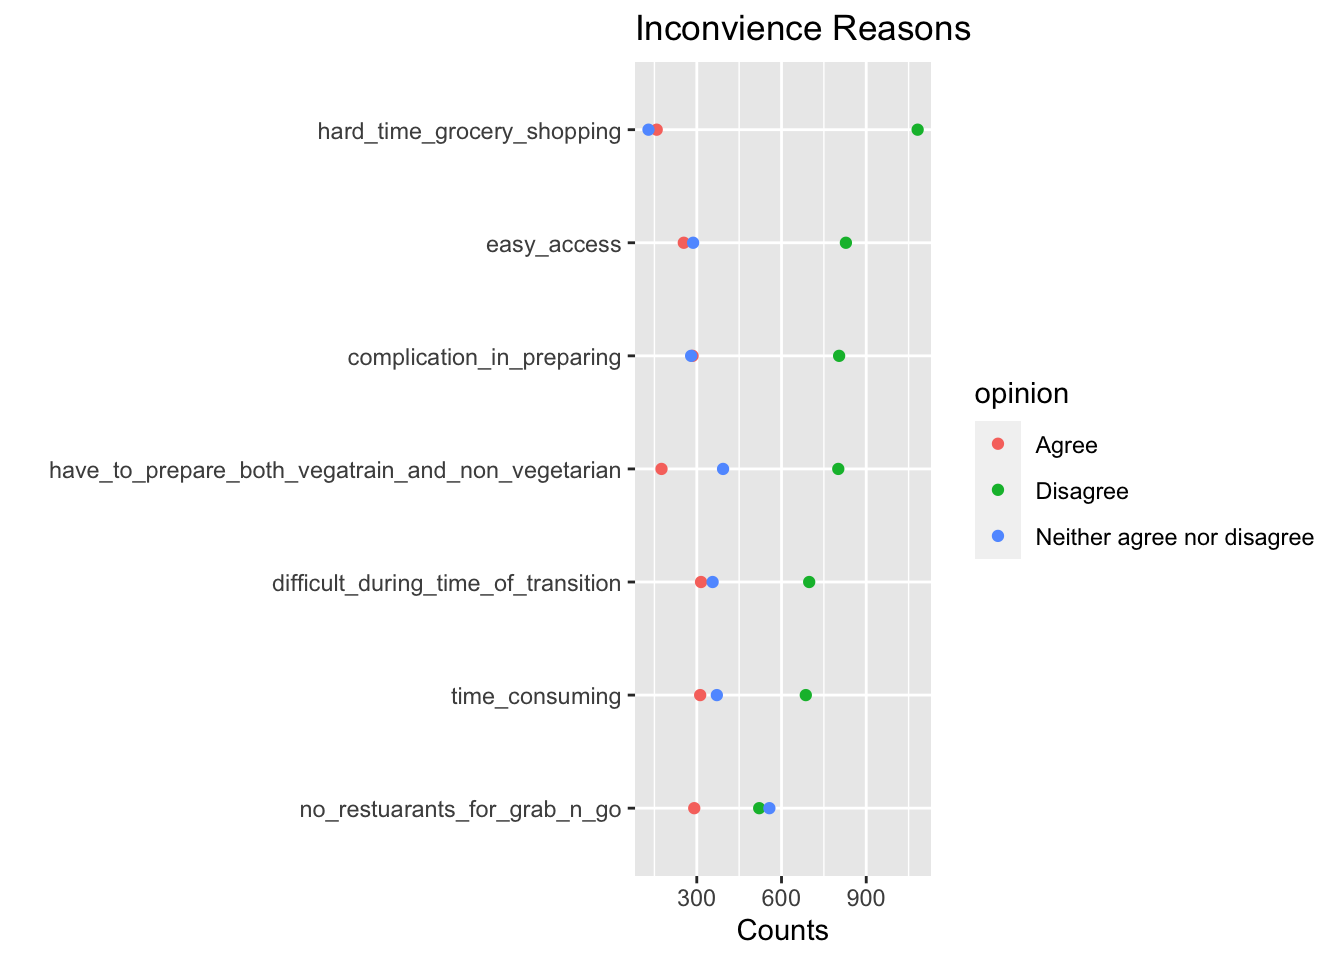 Inconvience Reasons
hard_time_grocery_shopping
easy_access
complication_in_preparing
have_to_prepare_both_vegatrain_and_non_vegetarian
difficult_during_time_of_transition
time_consuming
no_restuarants_for_grab_n_go
300 600 900
Counts
opinion
Agree
Disagree
Neither agree nor disagree